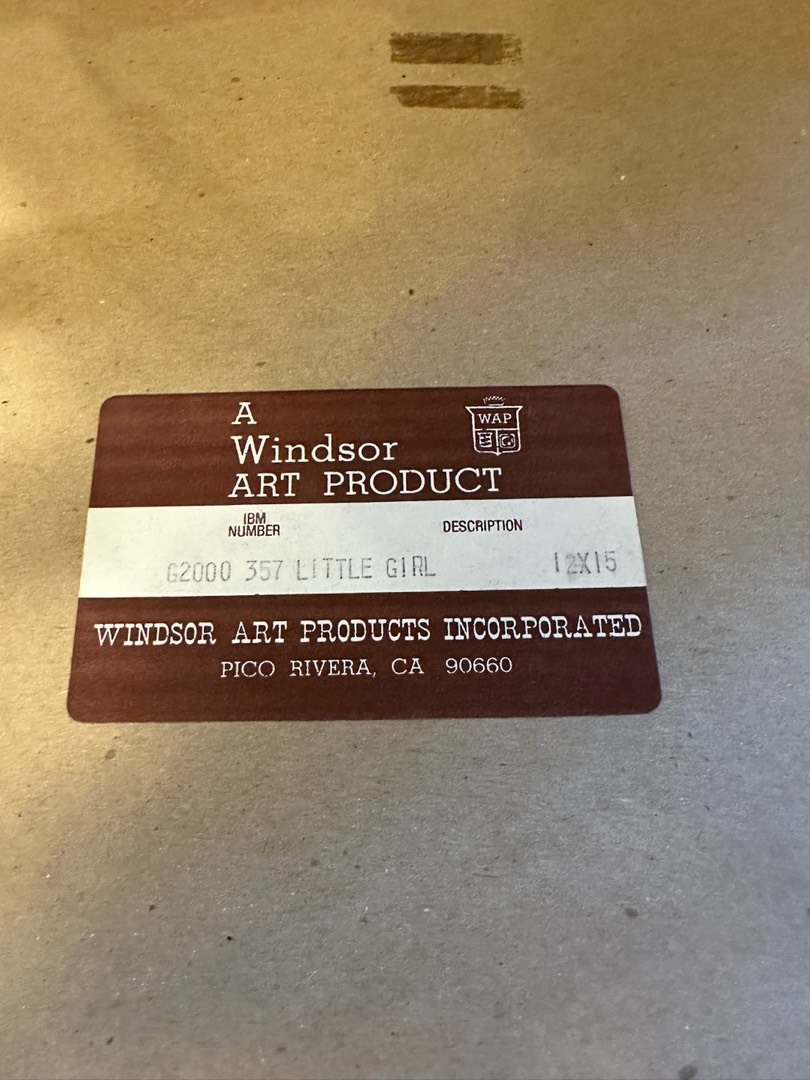 A
Windsor
ART PRODUCT
WAP
IBM
NUMBER
DESCRIPTION
G2000 357 LITTLE GIRL 12X15
WINDSOR ART PRODUCTS INCORPORATED
PICO RIVERA, CA 90660